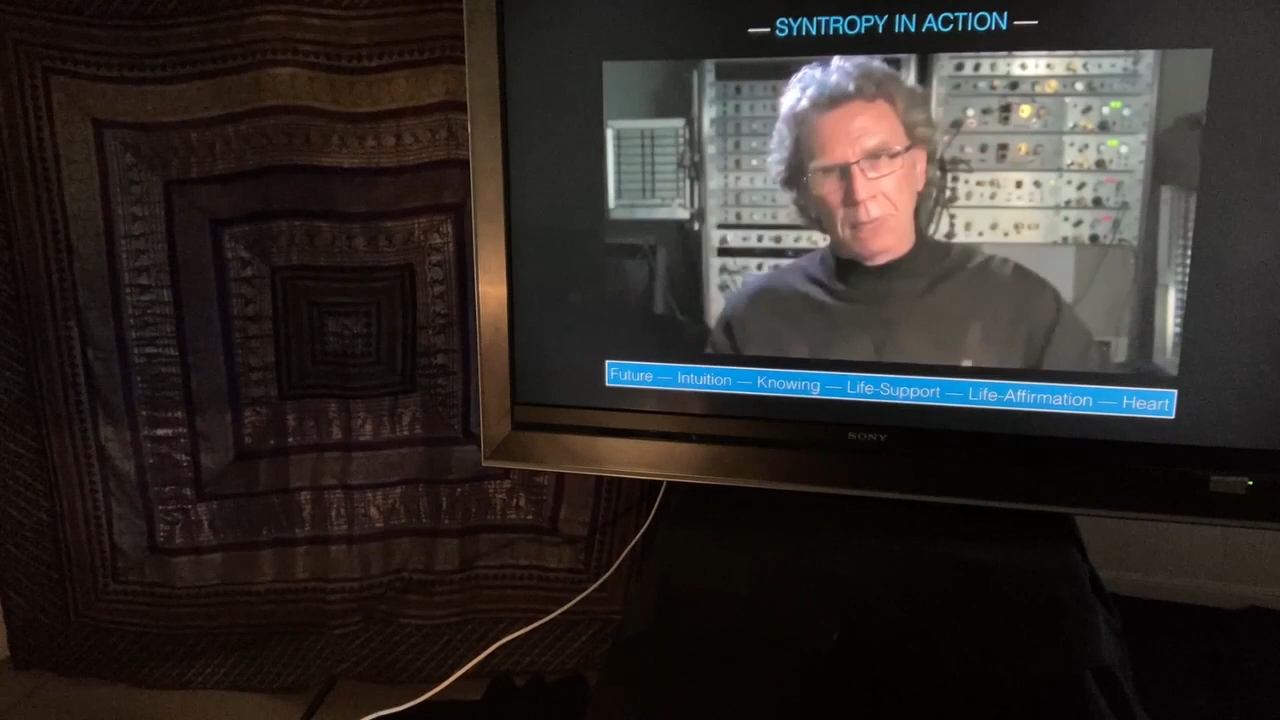 — SYNTROPY IN ACTION —
Future — Intuition — Knowing — Life-Support — Life-Affirmation — Heart
SONY